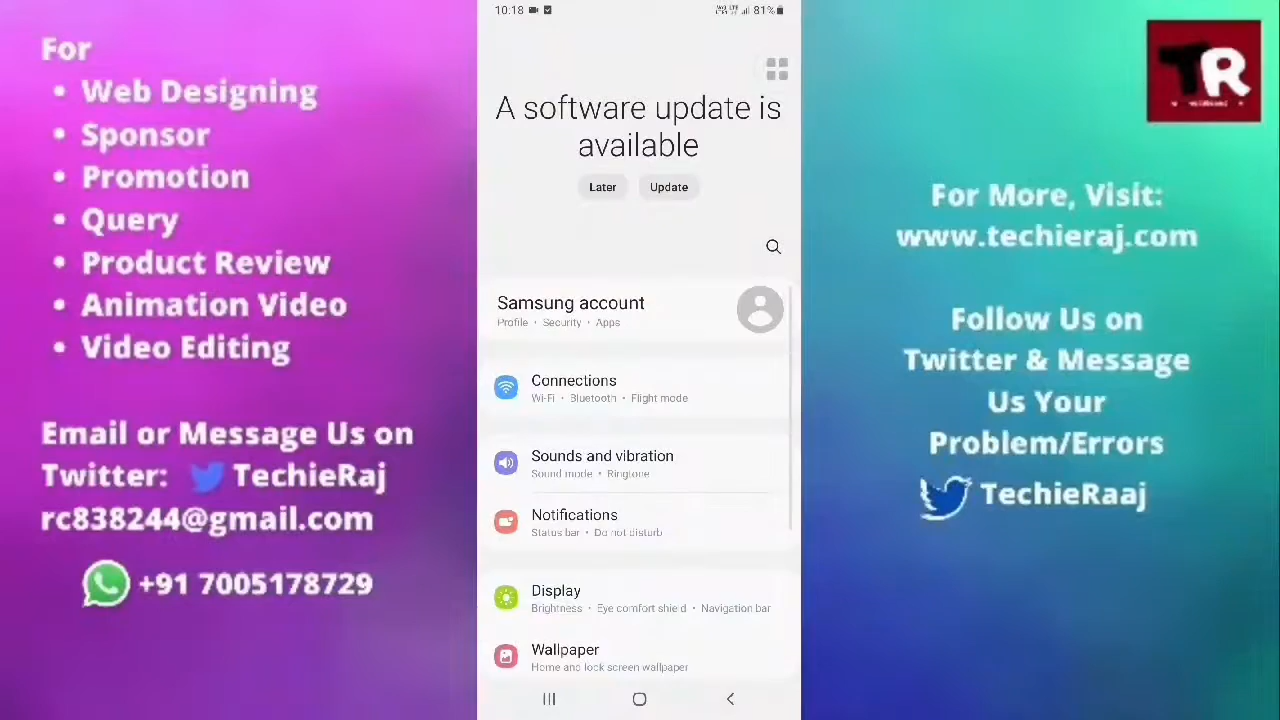 For
• Web Designing
• Sponsor
• Promotion
• Query
• Product Review
• Animation Video
• Video Editing
Email or Message Us on
Twitter: TechieRaj
rc838244@gmail.com
+91 7005178729
10:18
81%
A software update is
available
Later Update
Samsung account
Profile • Security • Apps
Connections
Wi-Fi • Bluetooth • Flight mode
Sounds and vibration
Sound mode • Ringtone
Notifications
Status bar • Do not disturb
Display
Brightness • Eye comfort shield • Navigation bar
Wallpaper
Home and lock screen wallpaper
TR
For More, Visit:
www.techieraj.com
Follow Us on
Twitter & Message
Us Your
Problem/Errors
TechieRaaj